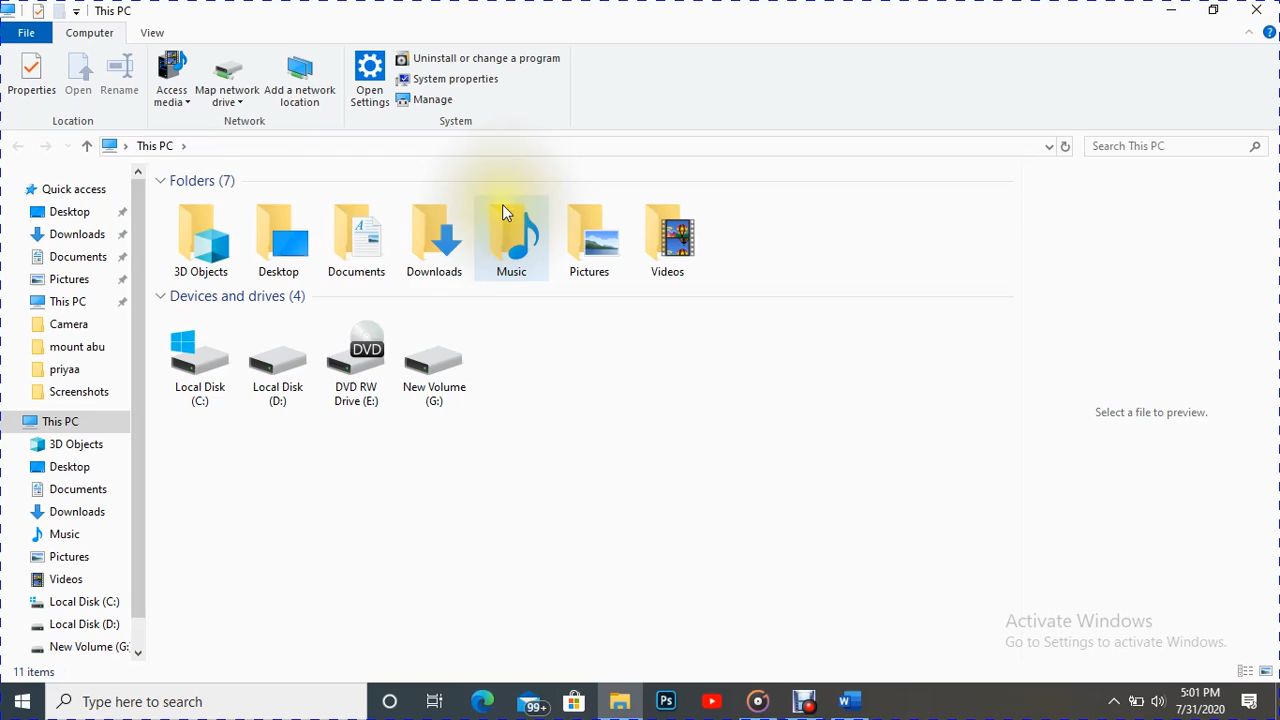 This PC
File
Computer
View
Properties
Open
Rename
Location
Access media
Map network drive
Add a network location
Network
Open Settings
Uninstall or change a program
System properties
Manage
System
This PC
Search This PC
Quick access
Desktop
Downloads
Documents
Pictures
This PC
Camera
mount abu
priyaa
Screenshots
This PC
3D Objects
Desktop
Documents
Downloads
Music
Pictures
Videos
Local Disk (C:)
Local Disk (D:)
New Volume (G:
Folders (7)
3D Objects
Desktop
Documents
Downloads
Music
Pictures
Videos
Devices and drives (4)
Local Disk (C:)
Local Disk (D:)
DVD
DVD RW Drive (E:)
New Volume (G:)
Select a file to preview.
Activate Windows
Go to Settings to activate Windows.
11 items
Type here to search
99+
Ps
W
5:01 PM
7/31/2020